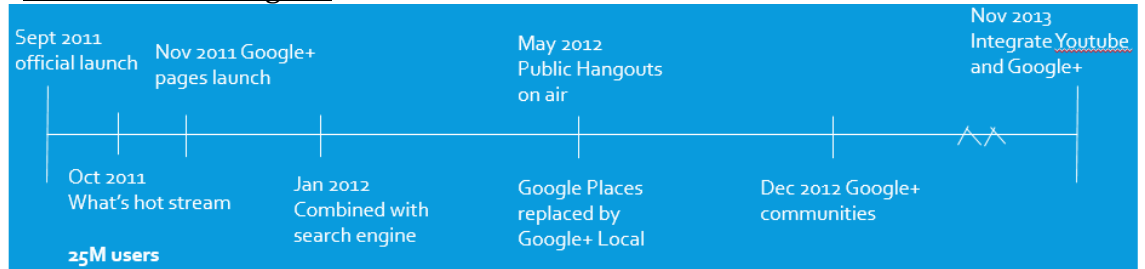 Sept 2011
official launch
Nov 2011 Google+
pages launch
May 2012
Public Hangouts
on air
Nov 2013
Integrate Youtube
and Google+
Oct 2011
What's hot stream
25M users
Jan 2012
Combined with
search engine
Google Places
replaced by
Google+ Local
Dec 2012 Google+
communities